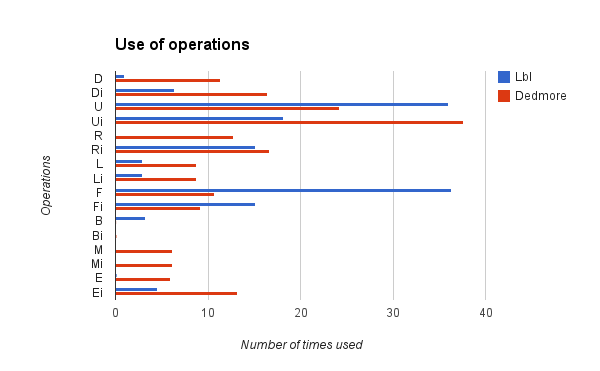 Use of operations
Lbl
Dedmore
D
Di
U
Ui
R
Ri
L
Li
F
Fi
B
Bi
M
Mi
E
Ei
Operations
0 10 20 30 40
Number of times used